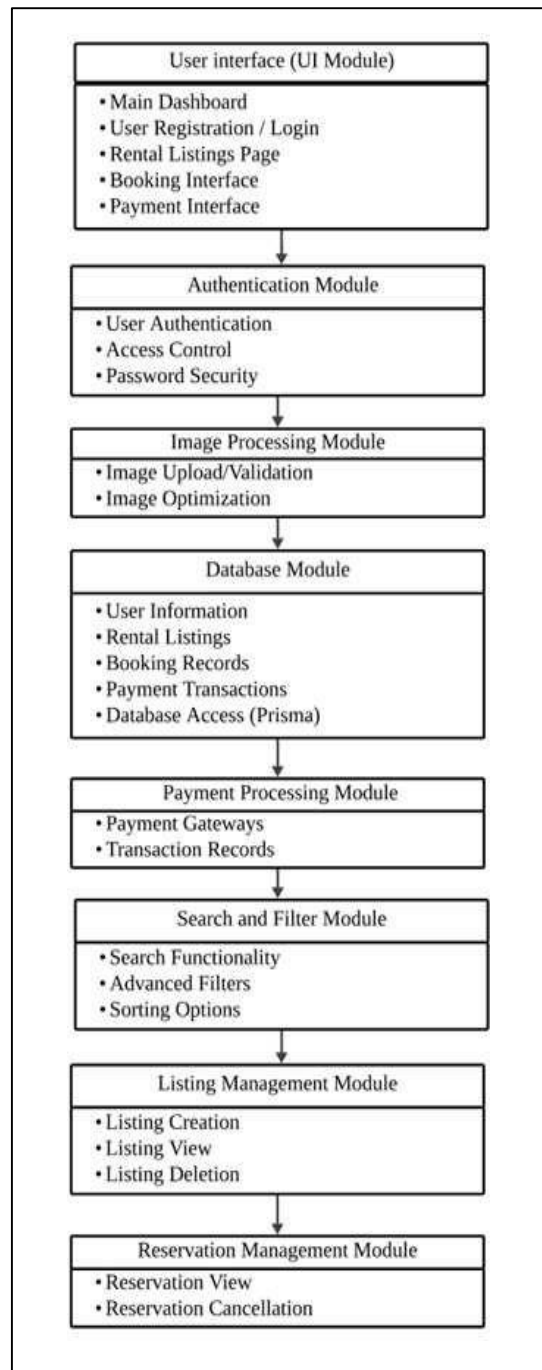 User interface (UI Module)
• Main Dashboard
• User Registration / Login
• Rental Listings Page
• Booking Interface
• Payment Interface
Authentication Module
• User Authentication
• Access Control
• Password Security
Image Processing Module
• Image Upload/Validation
• Image Optimization
Database Module
• User Information
• Rental Listings
• Booking Records
• Payment Transactions
• Database Access (Prisma)
Payment Processing Module
• Payment Gateways
• Transaction Records
Search and Filter Module
• Search Functionality
• Advanced Filters
• Sorting Options
Listing Management Module
• Listing Creation
• Listing View
• Listing Deletion
Reservation Management Module
• Reservation View
• Reservation Cancellation